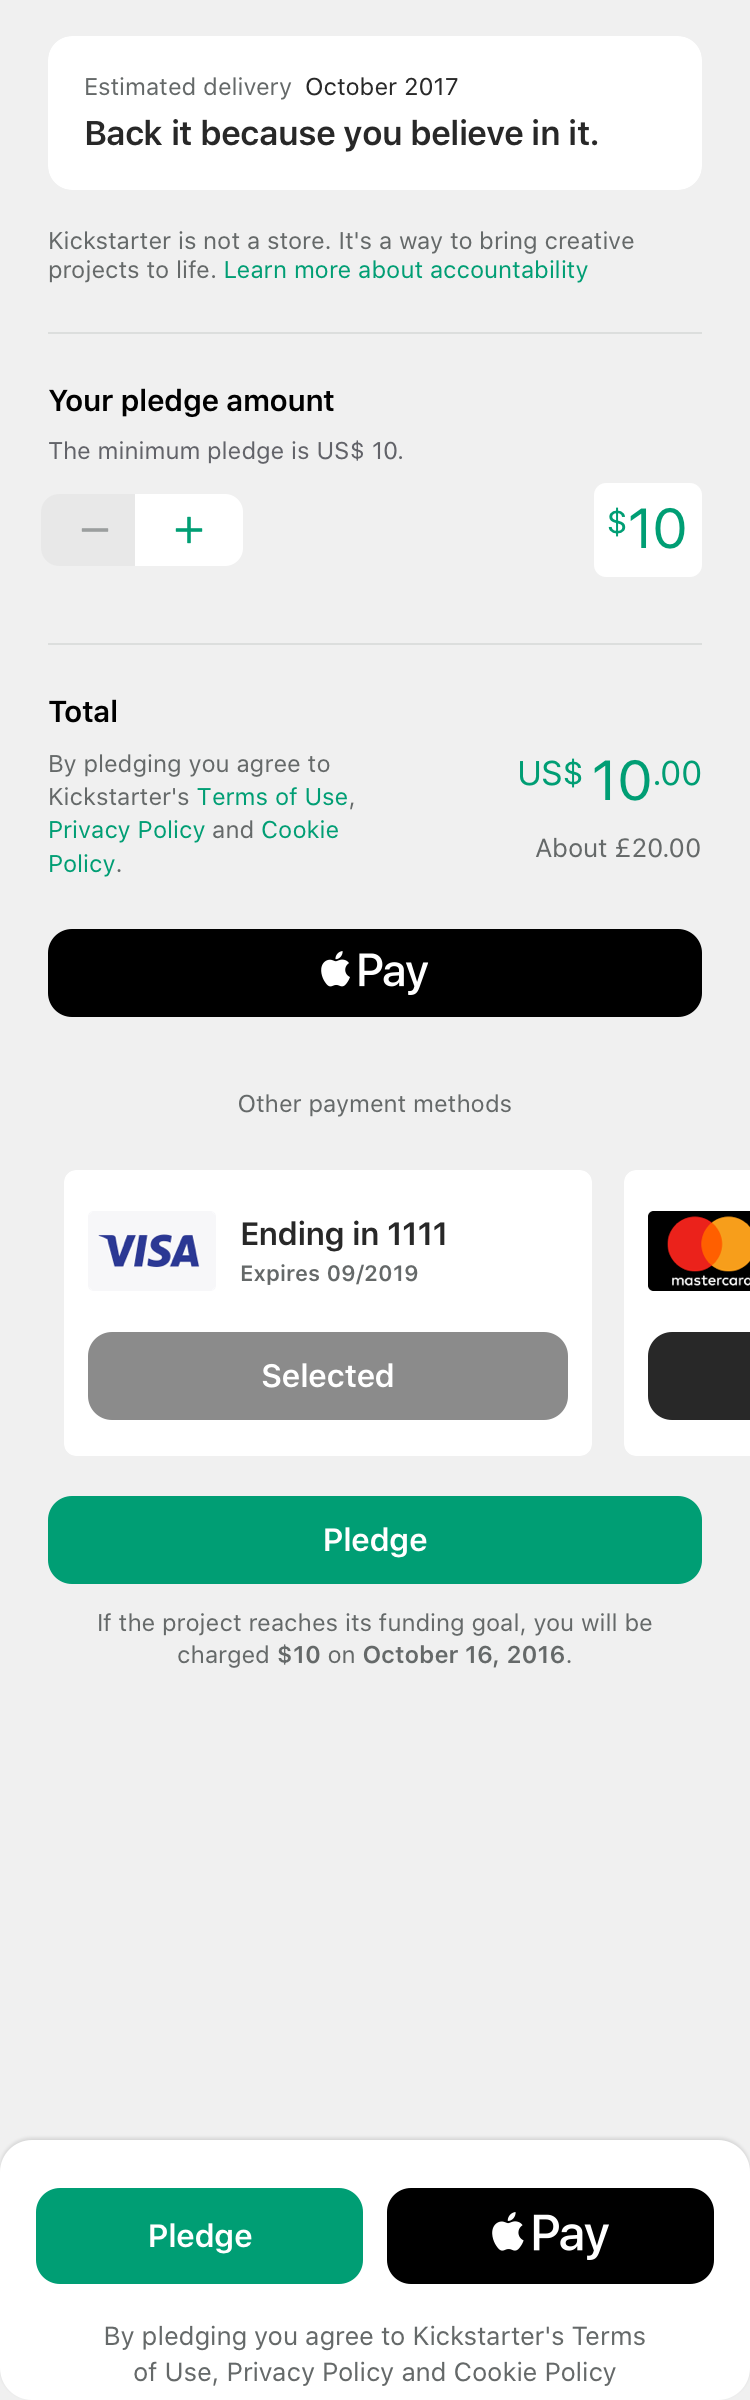 Estimated delivery October 2017
Back it because you believe in it.
Kickstarter is not a store. It's a way to bring creative
projects to life. Learn more about accountability
Your pledge amount
The minimum pledge is US$ 10.
− +
$10
Total
By pledging you agree to
Kickstarter's Terms of Use,
Privacy Policy and Cookie
Policy.
US$ 10.00
About £20.00
Pay
Other payment methods
VISA
Ending in 1111
Expires 09/2019
Selected
mastercard
Pledge
If the project reaches its funding goal, you will be
charged $10 on October 16, 2016.
Pledge
Pay
By pledging you agree to Kickstarter's Terms
of Use, Privacy Policy and Cookie Policy